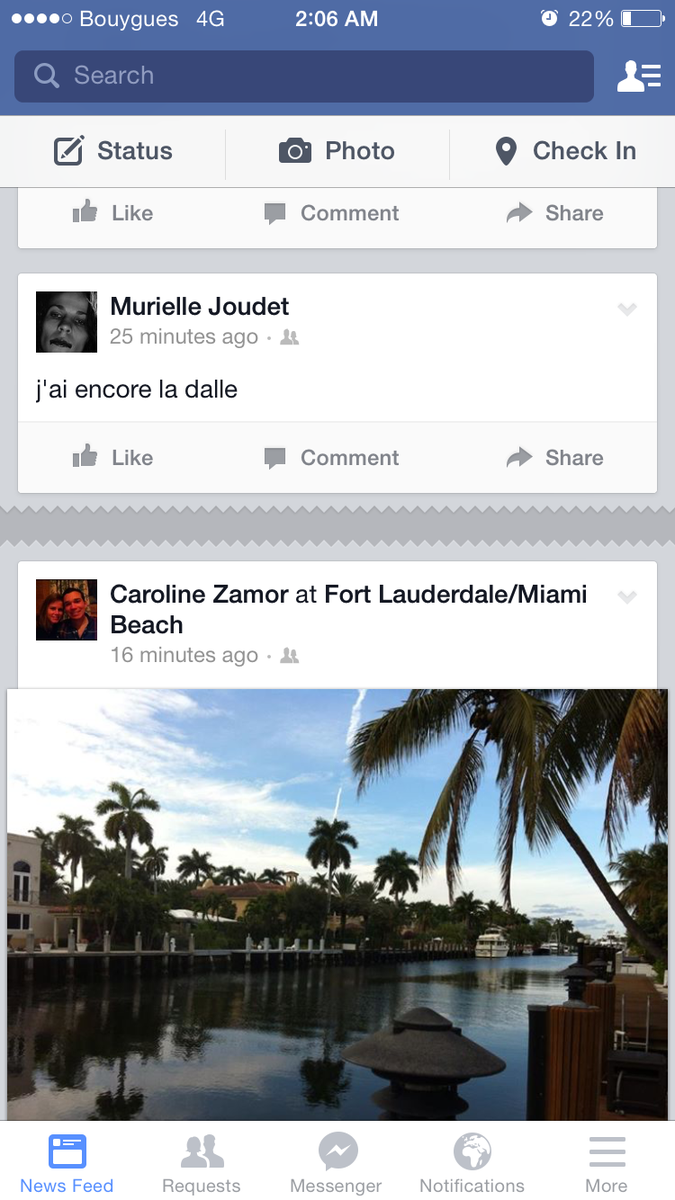 Bouygues 4G 2:06 AM 22%
Search
Status Photo Check In
Like Comment Share
Murielle Joudet
25 minutes ago ·
j'ai encore la dalle
Like Comment Share
Caroline Zamor at Fort Lauderdale/Miami
Beach
16 minutes ago ·
News Feed Requests Messenger Notifications More